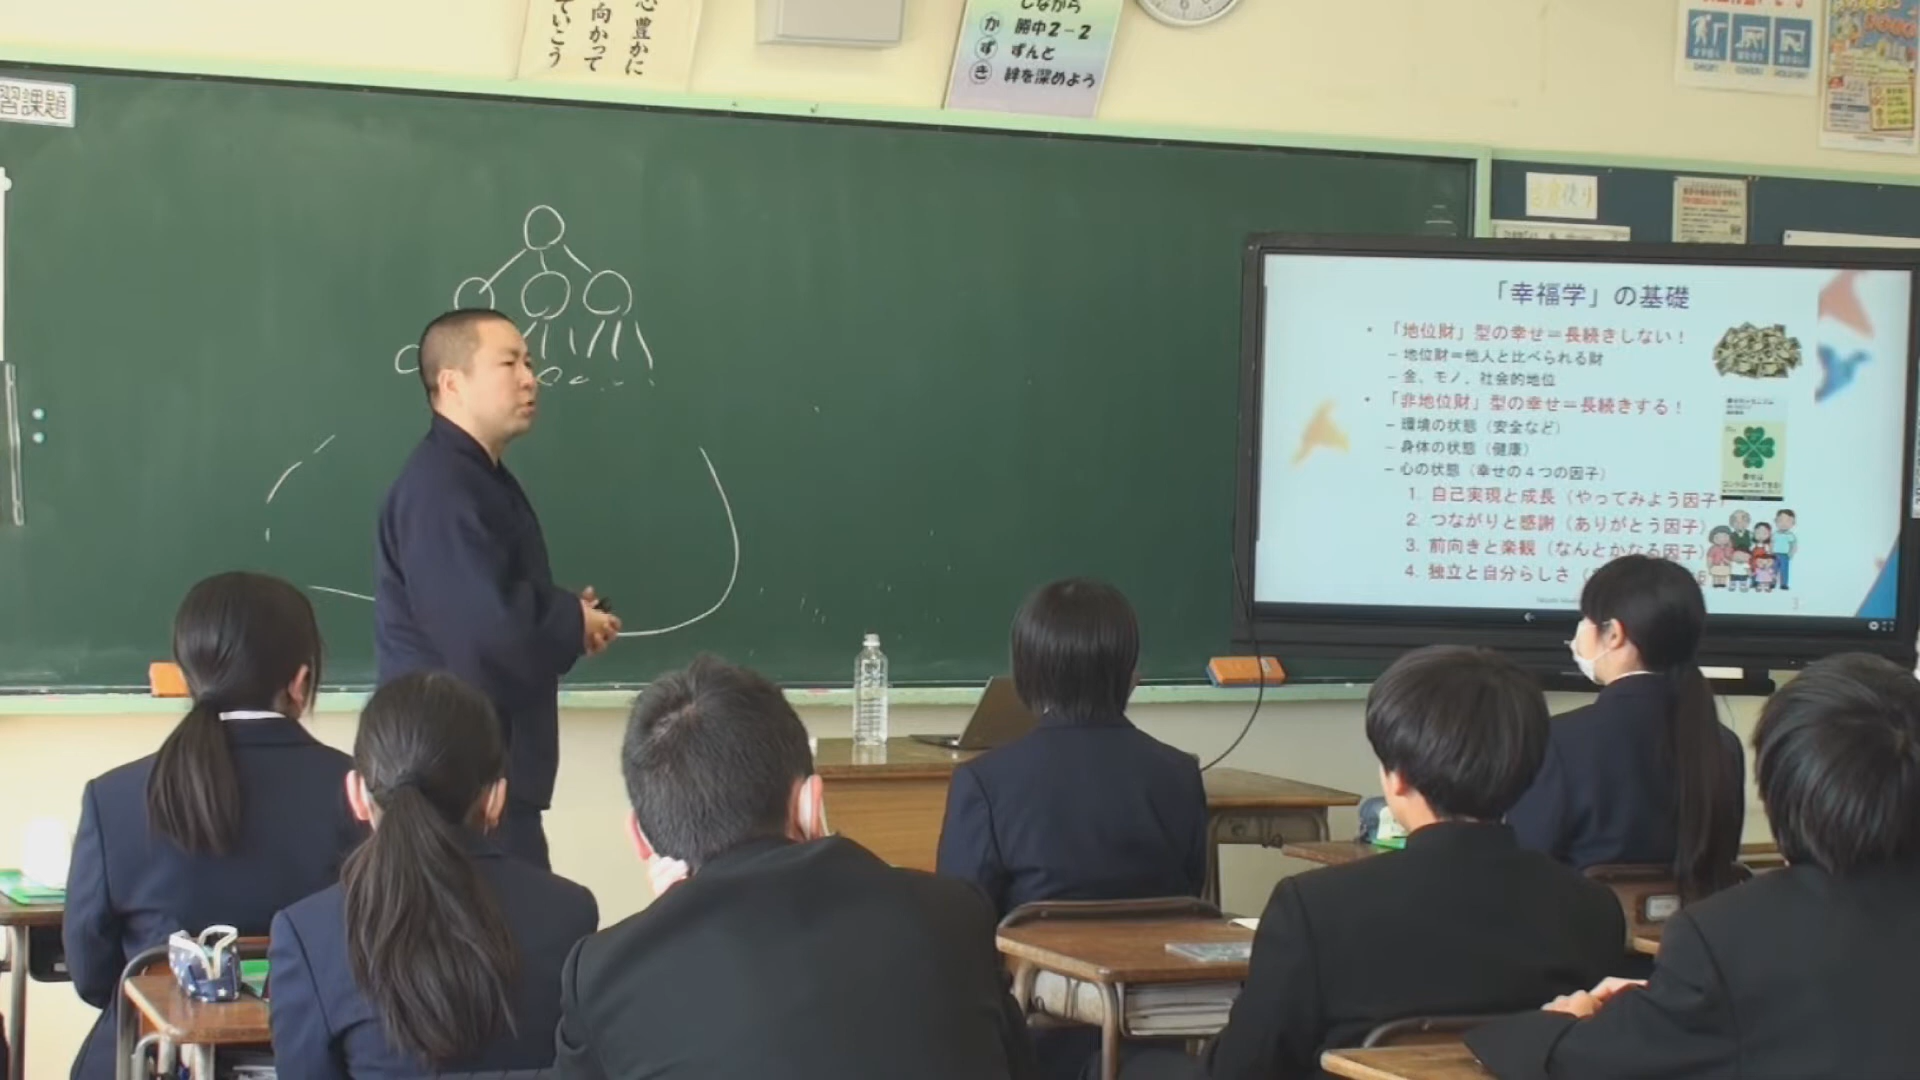 心豊かに
向かって
ていこう
しながら
か 勝中2-2
ず ずんと
き 絆を深めよう
習課題
「幸福学」の基礎
・「地位財」型の幸せ=長続きしない!
– 地位財=他人と比べられる財
– 金、モノ、社会的地位
・「非地位財」型の幸せ=長続きする!
– 環境の状態（安全など）
– 身体の状態（健康）
– 心の状態（幸せの4つの因子）
1. 自己実現と成長（やってみよう因子
2. つながりと感謝（ありがとう因子）
3. 前向きと楽観（なんとかなる因子）
4. 独立と自分らしさ（
3